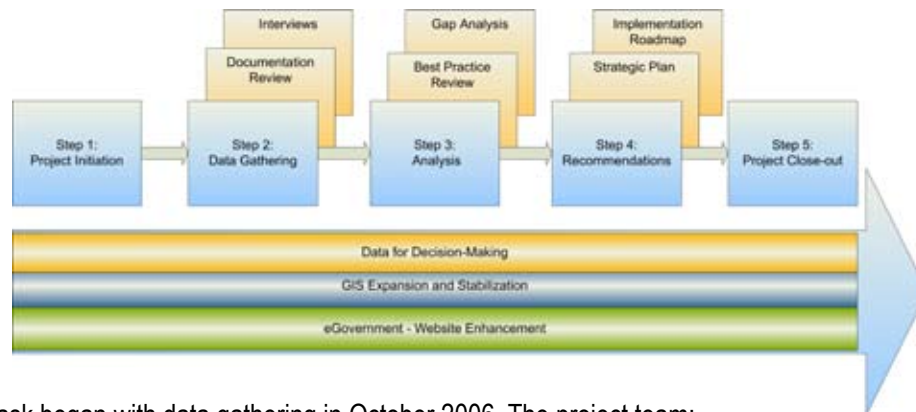 Interviews
Documentation
Review
Gap Analysis
Best Practice
Review
Implementation
Roadmap
Strategic Plan
Step 1:
Project Initiation
Step 2:
Data Gathering
Step 3:
Analysis
Step 4:
Recommendations
Step 5:
Project Close-out
Data for Decision-Making
GIS Expansion and Stabilization
eGovernment - Website Enhancement
began with data gathering in October 2006. The project team: